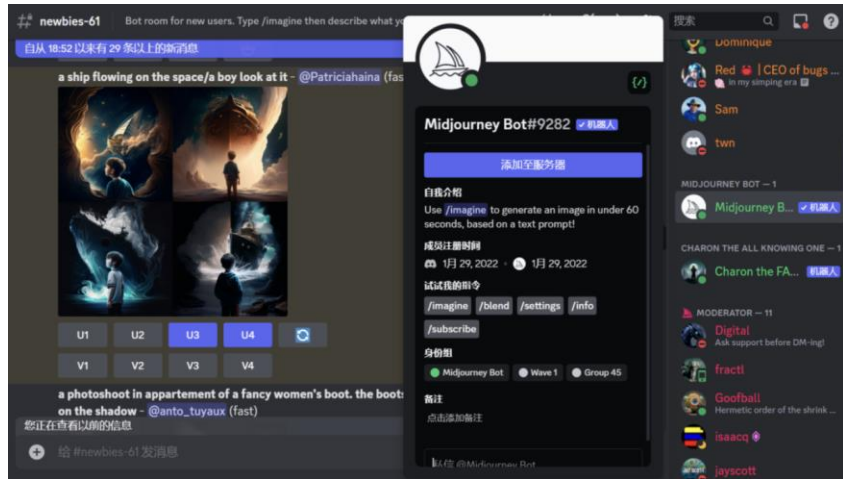 newbies-61
Bot room for new users. Type /imagine then describe what yo
搜索
自从 18:52 以来有 29 条以上的新消息
a ship flowing on the space/a boy look at it - @Patriciahaina (fas
U1 U2 U3 U4
V1 V2 V3 V4
a photoshoot in appartement of a fancy women's boot. the boots
on the shadow - @anto_tuyaux (fast)
您正在查看以前的信息
给 #newbies-61 发消息
Midjourney Bot#9282 机器人
添加至服务器
自我介绍
Use /imagine to generate an image in under 60
seconds, based on a text prompt!
成员注册时间
1月 29, 2022 • 1月 29, 2022
试试我的指令
/imagine /blend /settings /info
/subscribe
身份组
Midjourney Bot Wave 1 Group 45
备注
点击添加备注
私信 @Midjourney Bot
Dominique
Red | CEO of bugs ...
in my simping era
Sam
twn
MIDJOURNEY BOT — 1
Midjourney B... 机器人
CHARON THE ALL KNOWING ONE — 1
Charon the FA... 机器人
MODERATOR — 11
Digital
Ask support before DM-ing!
fractl
Goofball
Hermetic order of the shrink ...
isaacq
jayscott